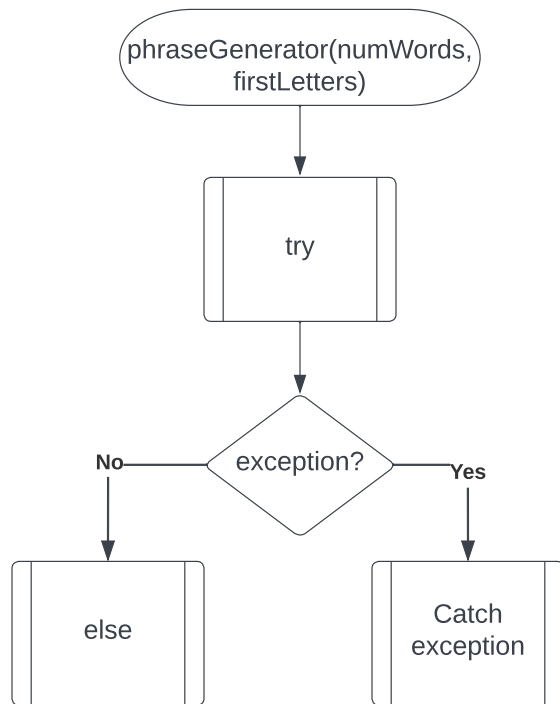 phraseGenerator(numWords,
firstLetters)
try
exception?
No
Yes
else
Catch
exception